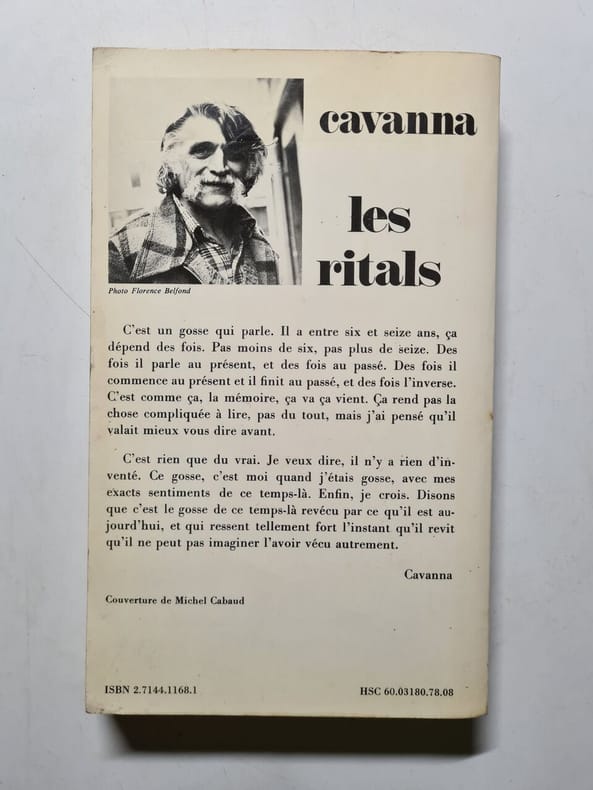 cavanna
les
ritals
Photo Florence Belfond
C'est un gosse qui parle. Il a entre six et seize ans, ça
dépend des fois. Pas moins de six, pas plus de seize. Des
fois il parle au présent, et des fois au passé. Des fois il
commence au présent et il finit au passé, et des fois l'inverse.
C'est comme ça, la mémoire, ça va ça vient. Ça rend pas la
chose compliquée à lire, pas du tout, mais j'ai pensé qu'il
valait mieux vous dire avant.
C'est rien que du vrai. Je veux dire, il n'y a rien d'in-
venté. Ce gosse, c'est moi quand j'étais gosse, avec mes
exacts sentiments de ce temps-là. Enfin, je crois. Disons
que c'est le gosse de ce temps-là revécu par ce qu'il est au-
jourd'hui, et qui ressent tellement fort l'instant qu'il revit
qu'il ne peut pas imaginer l'avoir vécu autrement.
Cavanna
Couverture de Michel Cabaud
ISBN 2.7144.1168.1
HSC 60.03180.78.08